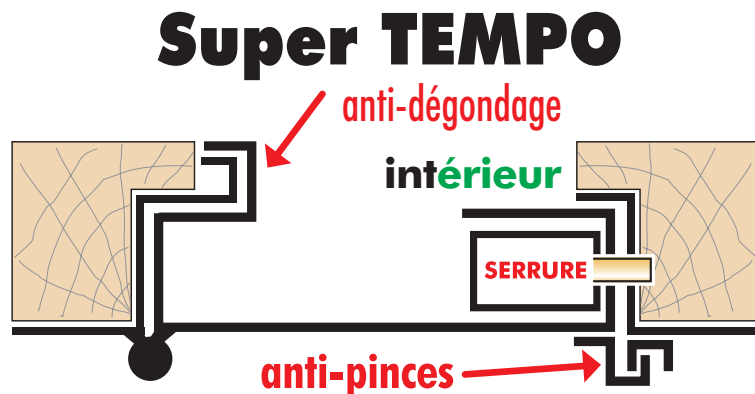 Super TEMPO
anti-dégondage
intérieur
SERRURE
anti-pinces